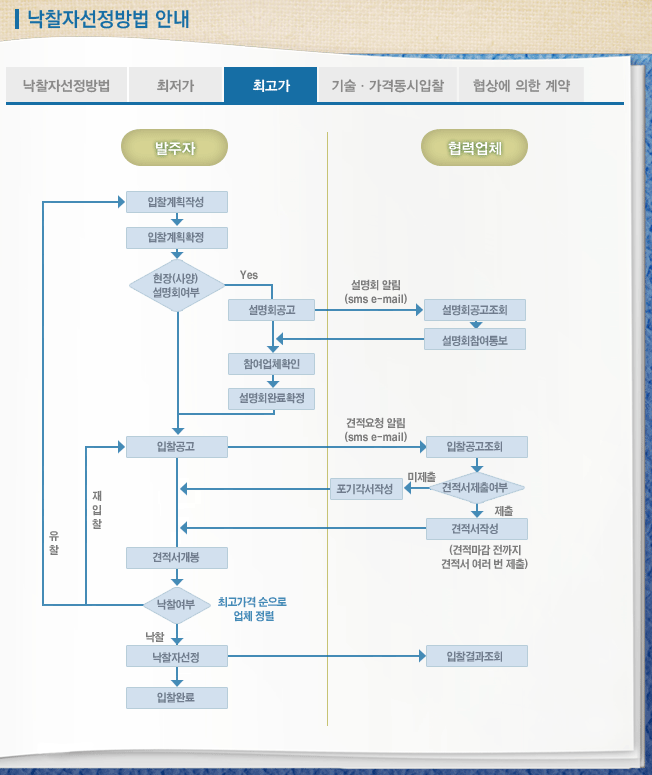 낙찰자선정방법 안내
낙찰자선정방법 최저가 최고가 기술 · 가격동시입찰 협상에 의한 계약
발주자 협력업체
입찰계획작성
입찰계획확정
현장(사양)
설명회여부
Yes
설명회공고
설명회 알림
(sms e-mail)
설명회공고조회
설명회참여통보
참여업체확인
설명회완료확정
입찰공고
견적요청 알림
(sms e-mail)
입찰공고조회
견적서제출여부
미제출
포기각서작성
제출
견적서작성
(견적마감 전까지
견적서 여러 번 제출)
재
입
찰
유
찰
견적서개봉
낙찰여부
최고가격 순으로
업체 정렬
낙찰
낙찰자선정
입찰결과조회
입찰완료